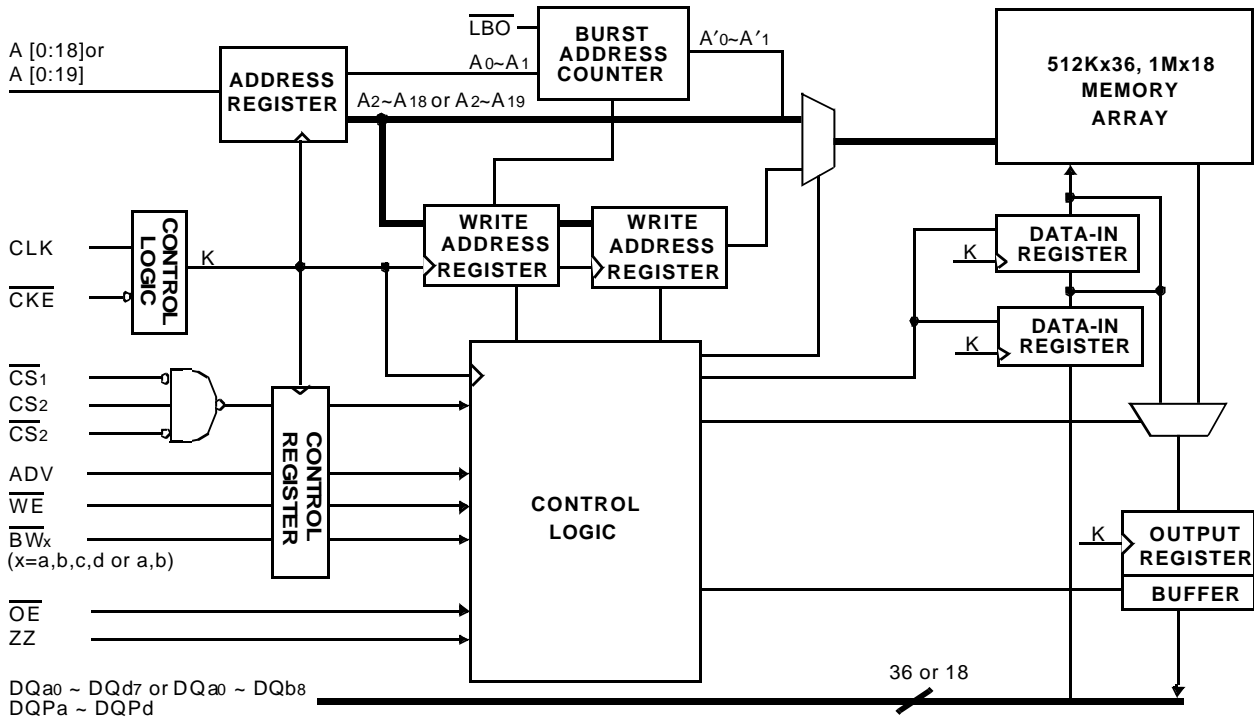 LBO
BURST
ADDRESS
COUNTER
A′0~A′1
A [0:18]or
A [0:19]
ADDRESS
REGISTER
A0~A1
A2~A18 or A2~A19
512Kx36, 1Mx18
MEMORY
ARRAY
CLK
CKE
CONTROL
LOGIC
K
WRITE
ADDRESS
REGISTER
WRITE
ADDRESS
REGISTER
K
DATA-IN
REGISTER
K
DATA-IN
REGISTER
CS1
CS2
CS2
ADV
WE
BWx
(x=a,b,c,d or a,b)
CONTROL
REGISTER
CONTROL
LOGIC
K
OUTPUT
REGISTER
BUFFER
OE
ZZ
DQa0 ~ DQd7 or DQa0 ~ DQb8
DQPa ~ DQPd
36 or 18